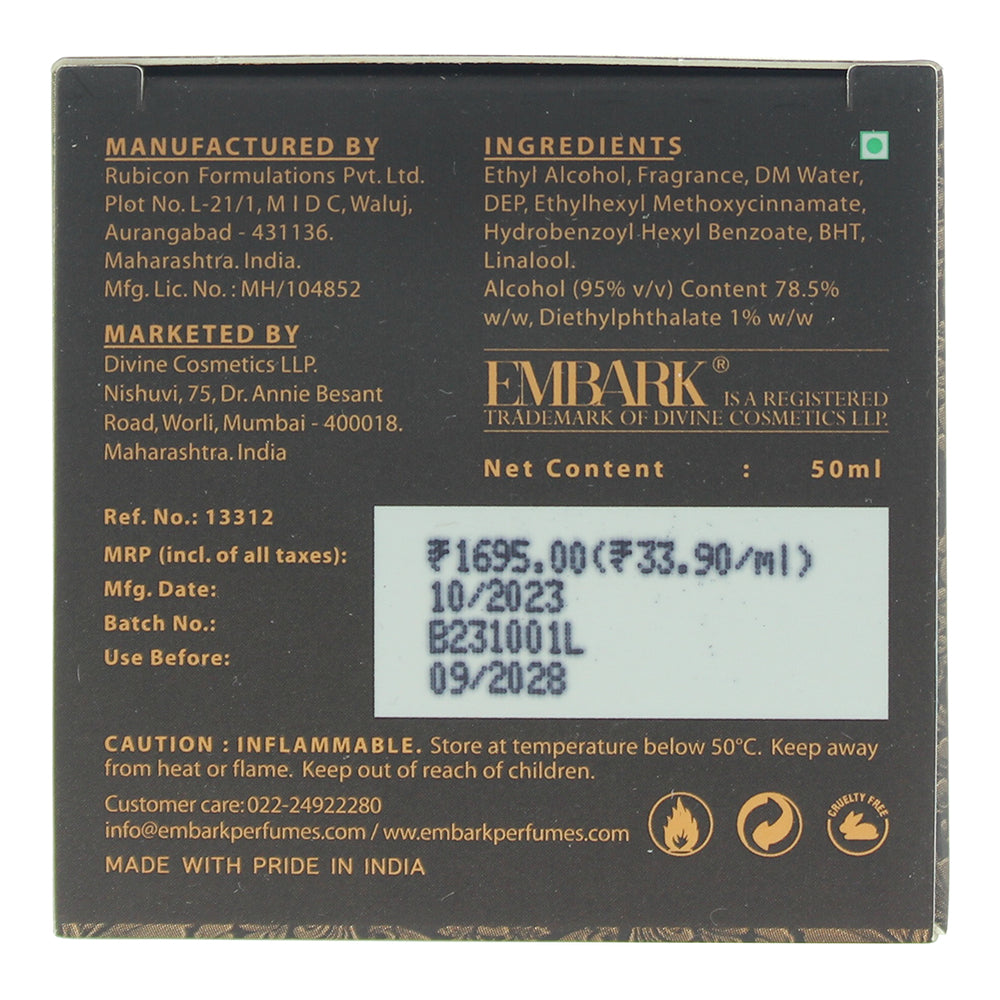 MANUFACTURED BY
Rubicon Formulations Pvt. Ltd.
Plot No. L-21/1, M I D C, Waluj,
Aurangabad - 431136.
Maharashtra. India.
Mfg. Lic. No. : MH/104852
MARKETED BY
Divine Cosmetics LLP.
Nishuvi, 75, Dr. Annie Besant
Road, Worli, Mumbai - 400018.
Maharashtra. India
INGREDIENTS
Ethyl Alcohol, Fragrance, DM Water,
DEP, Ethylhexyl Methoxycinnamate,
Hydrobenzoyl Hexyl Benzoate, BHT,
Linalool.
Alcohol (95% v/v) Content 78.5%
w/w, Diethylphthalate 1% w/w
EMBARK® IS A REGISTERED
TRADEMARK OF DIVINE COSMETICS LLP.
Net Content : 50ml
Ref. No.: 13312
MRP (incl. of all taxes): ₹1695.00(₹33.90/ml)
Mfg. Date: 10/2023
Batch No.: B231001L
Use Before: 09/2028
CAUTION : INFLAMMABLE. Store at temperature below 50°C. Keep away
from heat or flame. Keep out of reach of children.
Customer care: 022-24922280
info@embarkperfumes.com / www.embarkperfumes.com
MADE WITH PRIDE IN INDIA
CRUELTY FREE